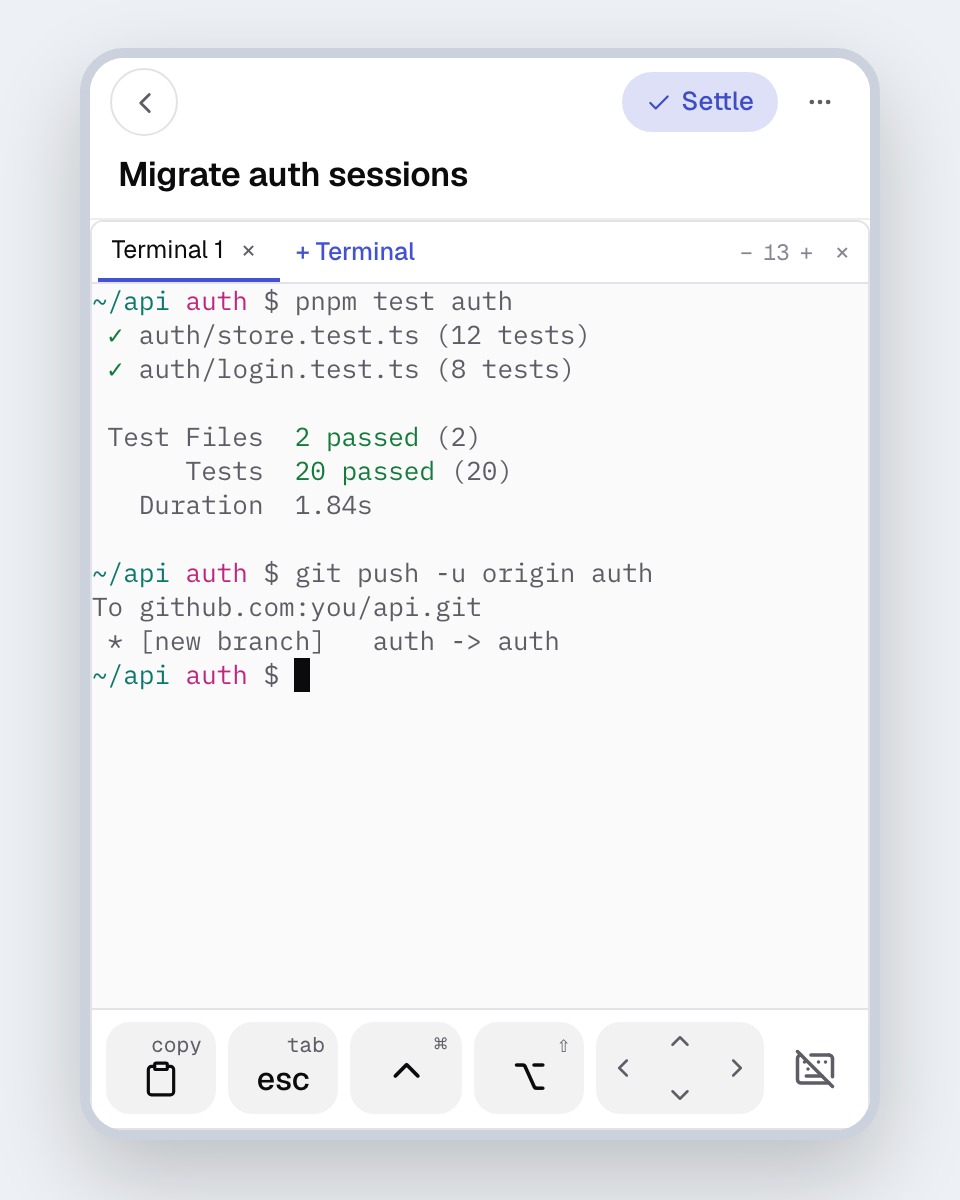 ✓ Settle ...
Migrate auth sessions
Terminal 1 × + Terminal − 13 + ×
~/api auth $ pnpm test auth
✓ auth/store.test.ts (12 tests)
✓ auth/login.test.ts (8 tests)
Test Files 2 passed (2)
Tests 20 passed (20)
Duration 1.84s
~/api auth $ git push -u origin auth
To github.com:you/api.git
* [new branch] auth -> auth
~/api auth $
copy tab ⌘ ⇧
esc ⌥